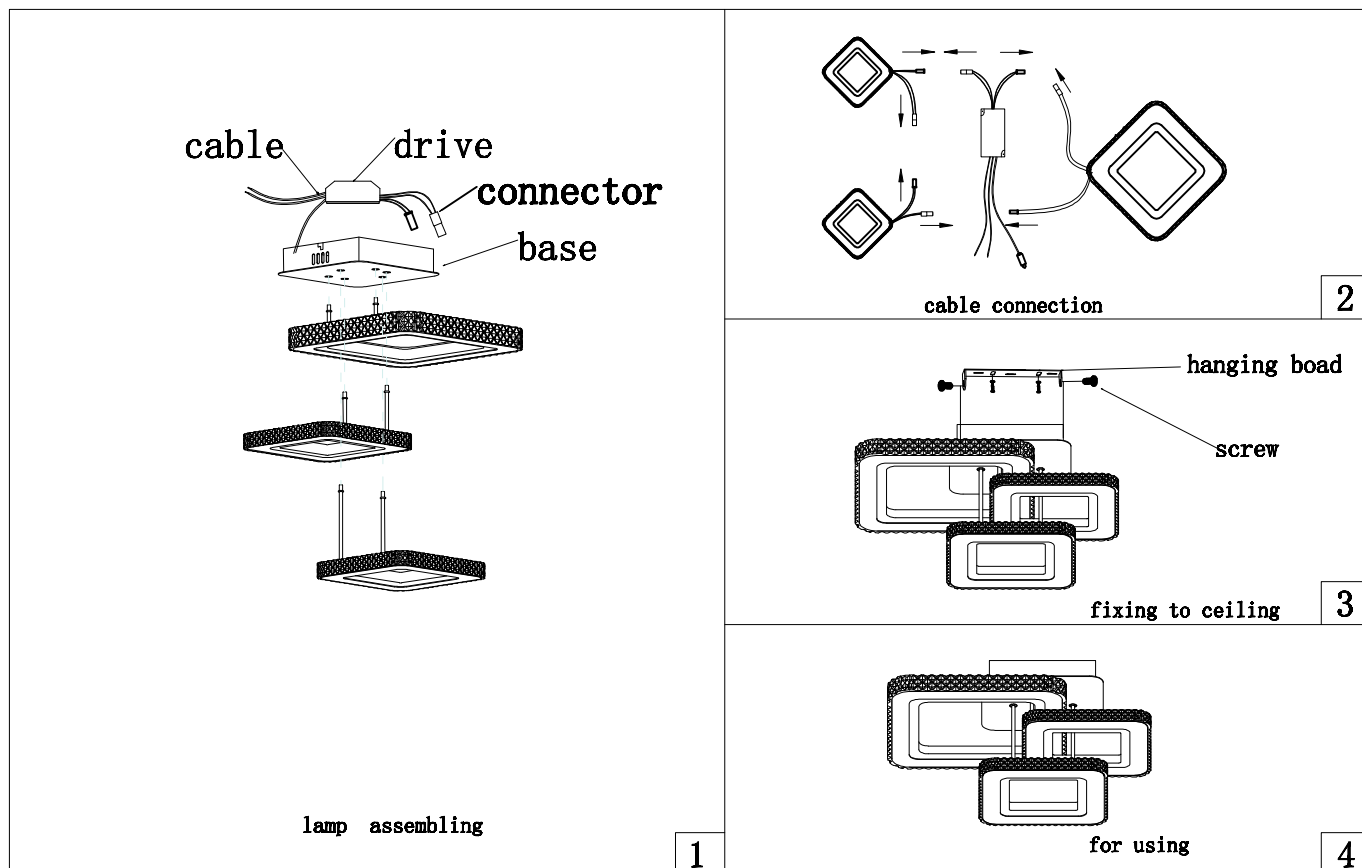 cable
drive
connector
base
lamp assembling
1
cable connection
2
hanging boad
screw
fixing to ceiling
3
for using
4